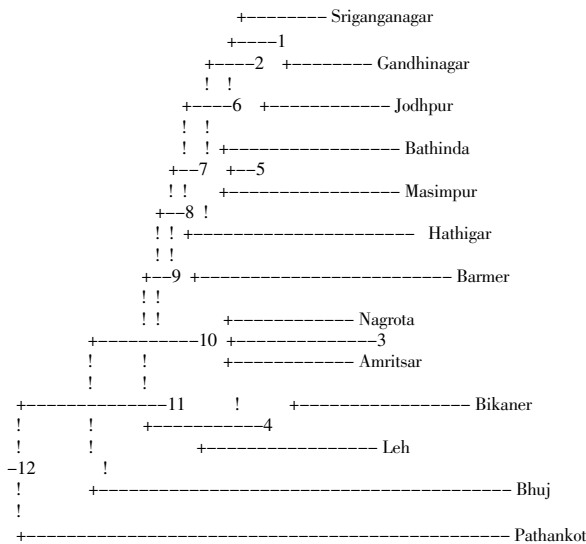 +-------- Sriganganagar
+----1
+----2 +-------- Gandhinagar
! !
+----6 +------------ Jodhpur
! !
! ! +----------------- Bathinda
+--7 +--5
! ! +----------------- Masimpur
+--8 !
! ! +---------------------- Hathigar
! !
+--9 +------------------------- Barmer
! !
! ! +------------ Nagrota
+----------10 +--------------3
! ! +------------ Amritsar
! !
+--------------11 ! +----------------- Bikaner
! ! +-----------4
! ! +----------------- Leh
-12 !
! +----------------------------------------- Bhuj
!
+------------------------------------------------ Pathankot